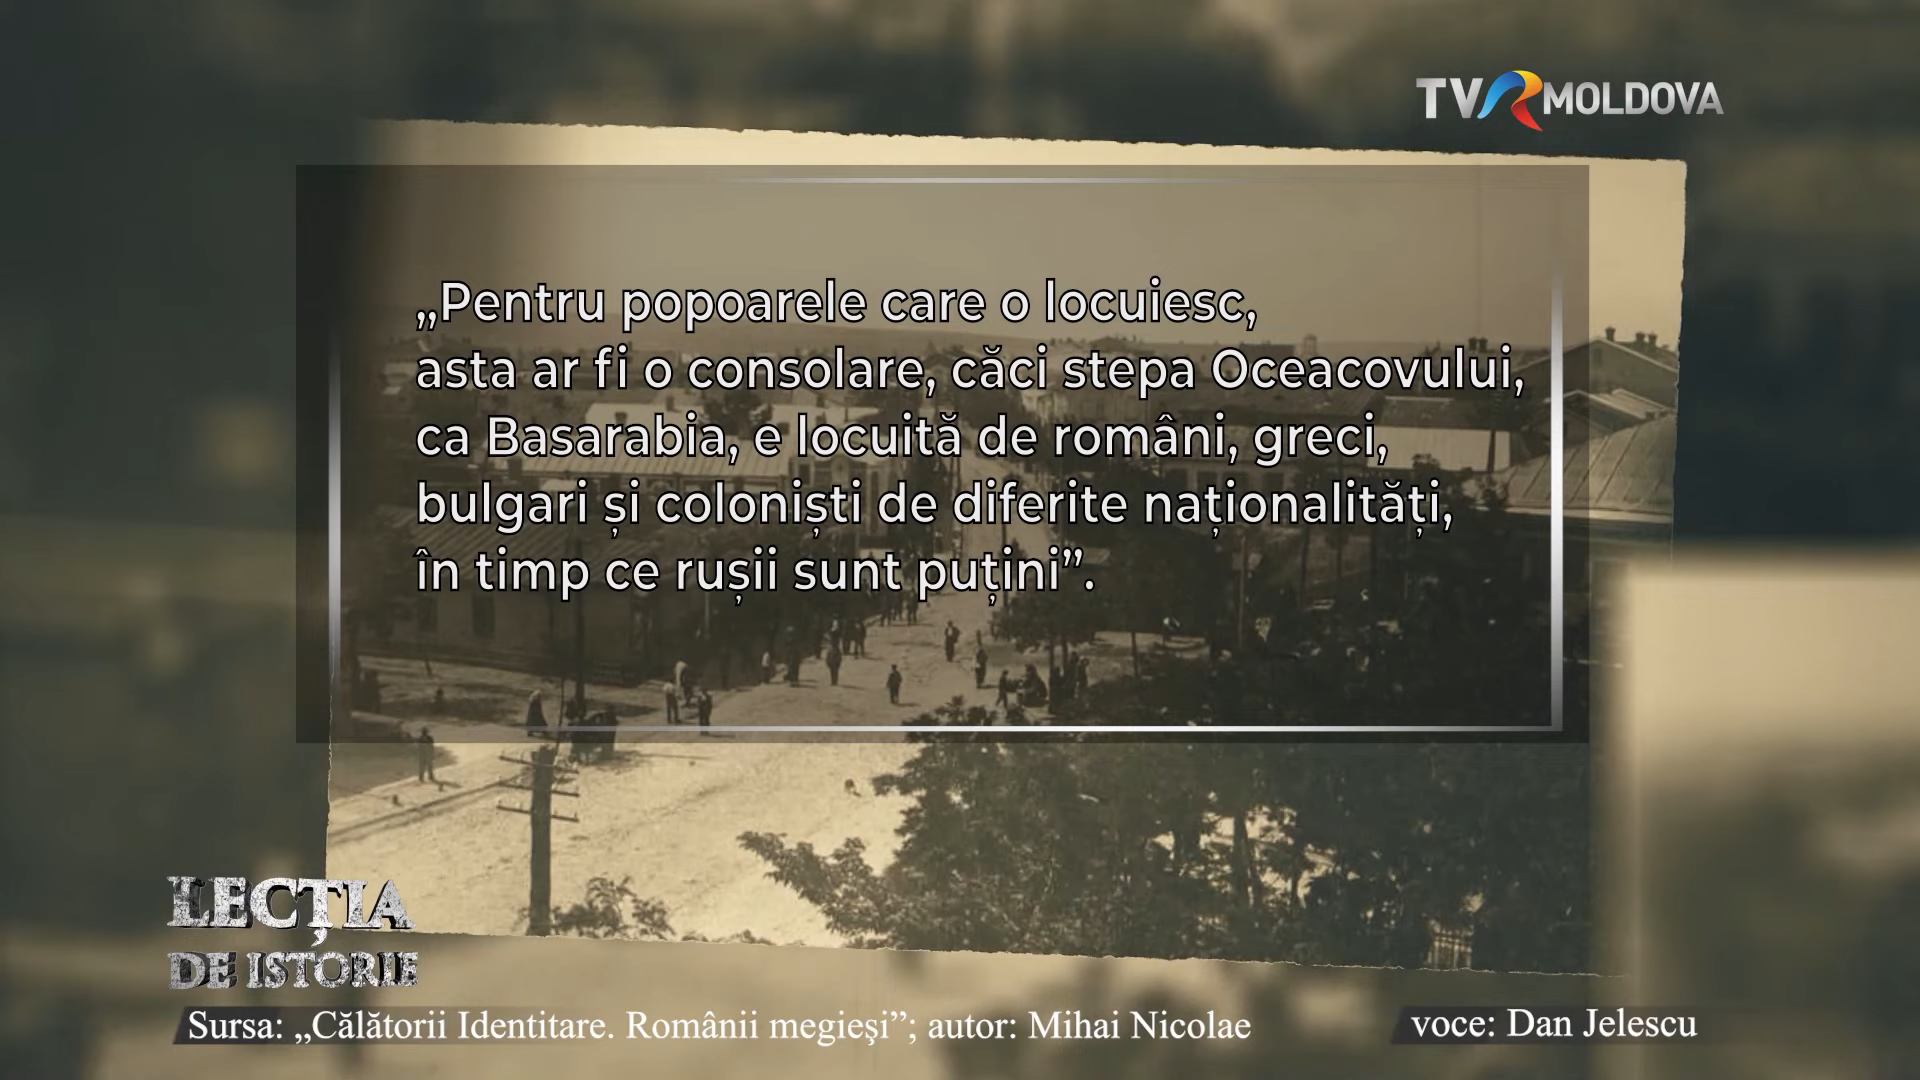 TVR MOLDOVA
„Pentru popoarele care o locuiesc,
asta ar fi o consolare, căci stepa Oceacovului,
ca Basarabia, e locuită de români, greci,
bulgari și coloniști de diferite naționalități,
în timp ce rușii sunt puțini”.
LECȚIA
DE ISTORIE
Sursa: „Călătorii Identitare. Românii megieşi”; autor: Mihai Nicolae
voce: Dan Jelescu